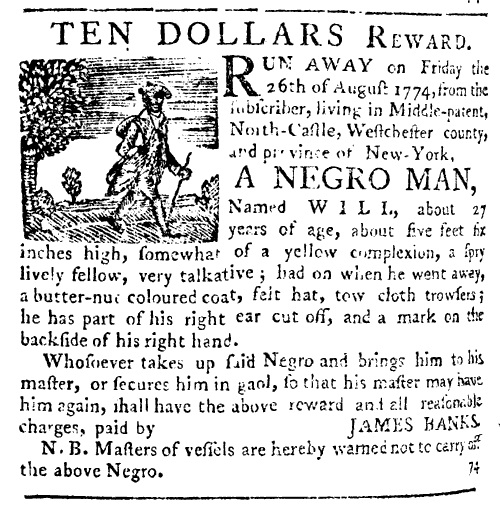 TEN DOLLARS REWARD.
RUN AWAY on Friday the
26th of August 1774, from the
ſubſcriber, living in Middle-patent,
North-Caſtle, Weſtcheſter county,
and province of New-York,
A NEGRO MAN,
Named WILL, about 27
years of age, about five feet ſix
inches high, ſomewhat of a yellow complexion, a ſpry
lively fellow, very talkative; had on when he went away,
a butter-nut coloured coat, felt hat, tow cloth trowſers;
he has part of his right ear cut off, and a mark on the
backſide of his right hand.
Whoſoever takes up ſaid Negro and brings him to his
maſter, or ſecures him in gaol, ſo that his maſter may have
him again, ſhall have the above reward and all reaſonable
charges, paid by JAMES BANKS.
N. B. Maſters of veſſels are hereby warned not to carry off
the above Negro. 74